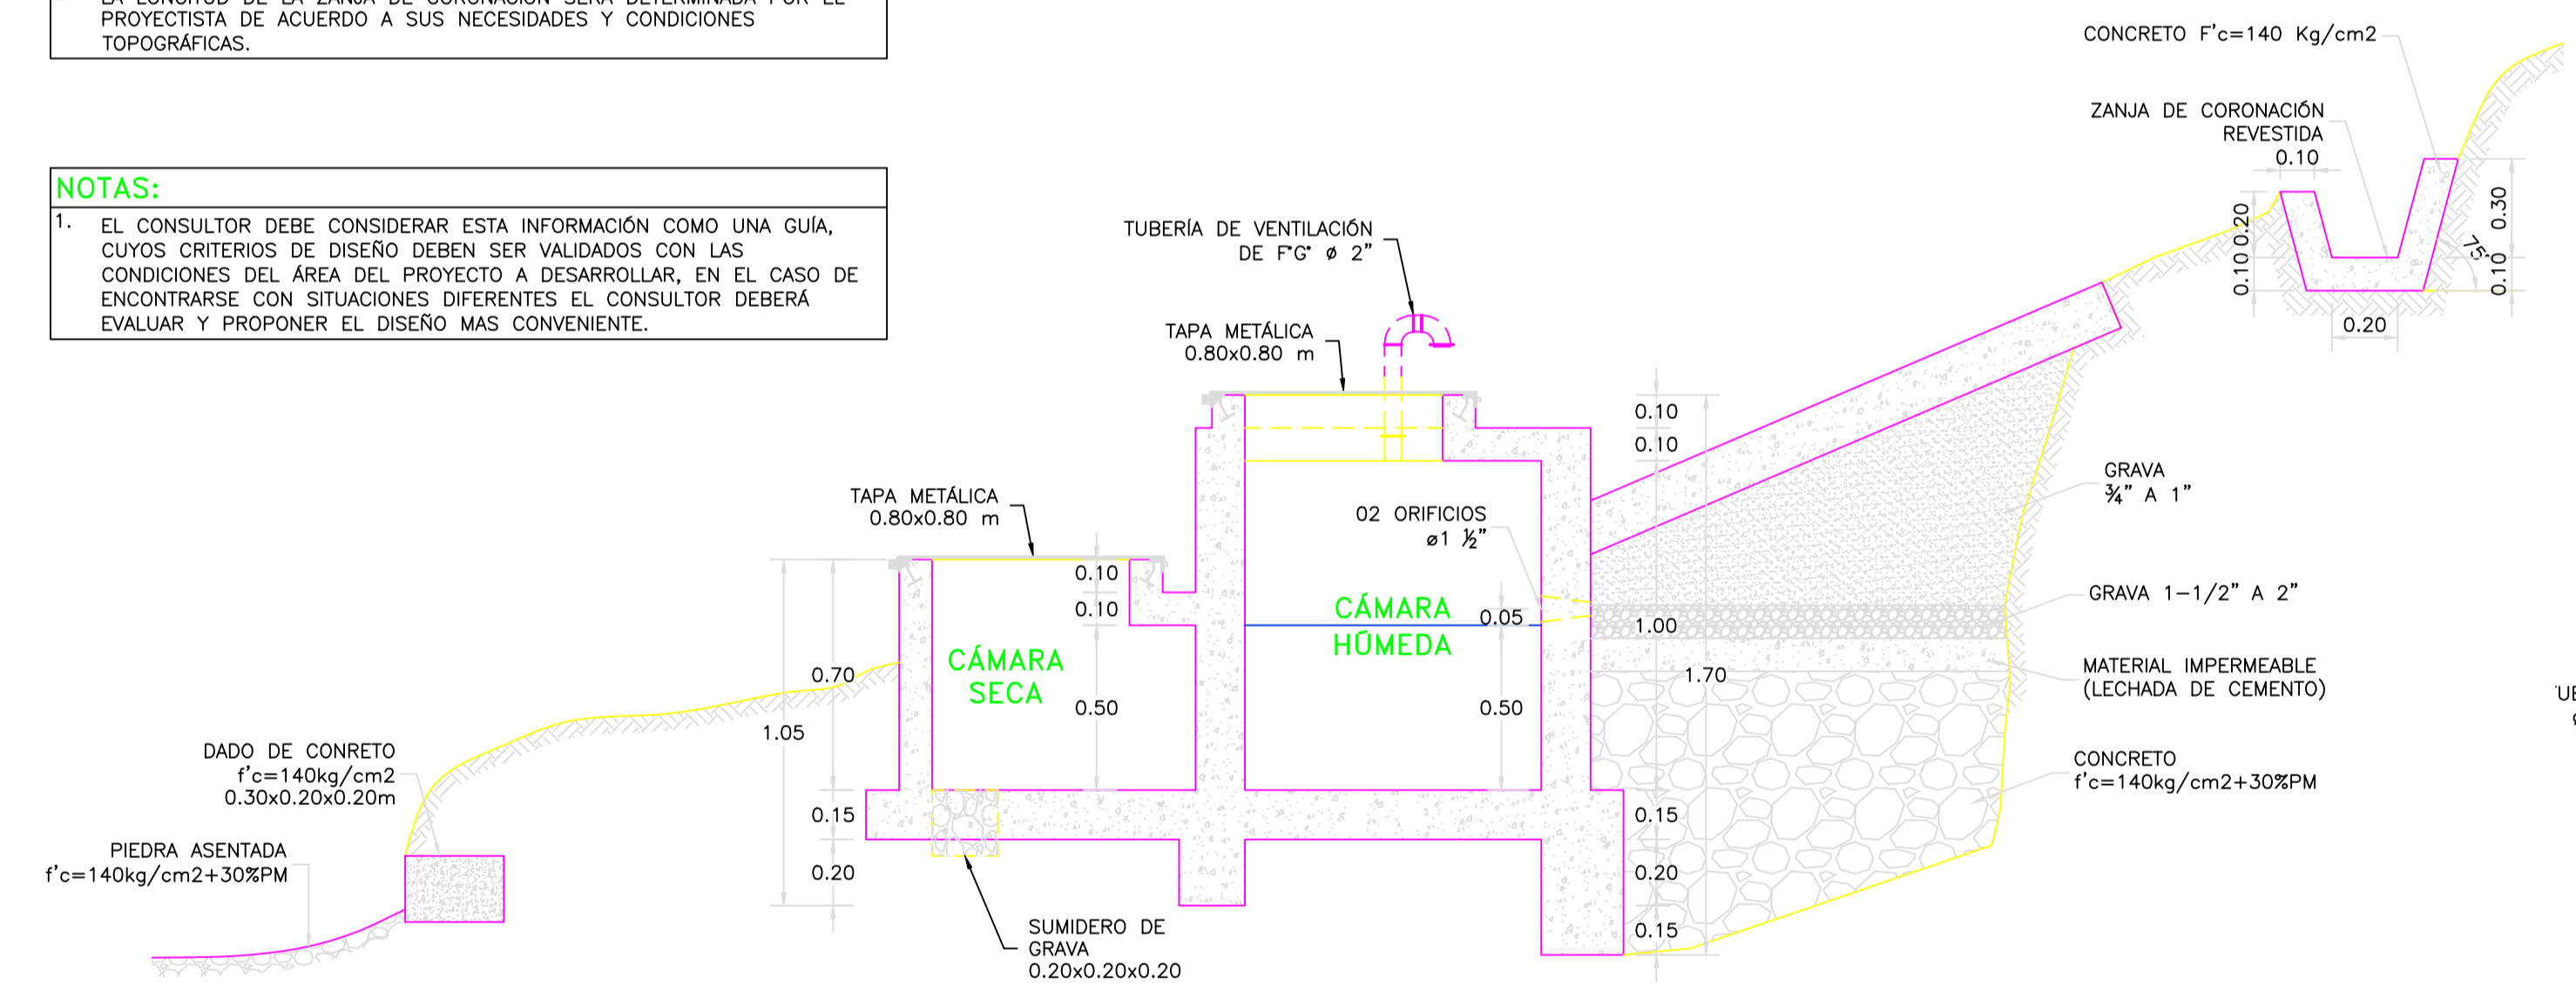 PROYECTISTA DE ACUERDO A SUS NECESIDADES Y CONDICIONES
TOPOGRÁFICAS.
NOTAS:
1. EL CONSULTOR DEBE CONSIDERAR ESTA INFORMACIÓN COMO UNA GUÍA,
CUYOS CRITERIOS DE DISEÑO DEBEN SER VALIDADOS CON LAS
CONDICIONES DEL ÁREA DEL PROYECTO A DESARROLLAR, EN EL CASO DE
ENCONTRARSE CON SITUACIONES DIFERENTES EL CONSULTOR DEBERÁ
EVALUAR Y PROPONER EL DISEÑO MAS CONVENIENTE.
CONCRETO F'c=140 Kg/cm2
ZANJA DE CORONACIÓN
REVESTIDA
0.10
0.20
0.10
0.30
0.10
75°
0.20
TUBERÍA DE VENTILACIÓN
DE F°G° ø 2"
TAPA METÁLICA
0.80x0.80 m
TAPA METÁLICA
0.80x0.80 m
02 ORIFICIOS
ø1 ½"
0.10
0.10
1.00
1.70
0.15
0.20
0.15
0.10
0.10
0.50
CÁMARA
SECA
CÁMARA
HÚMEDA
0.05
0.50
0.70
1.05
0.15
0.20
GRAVA
¾" A 1"
GRAVA 1-1/2" A 2"
MATERIAL IMPERMEABLE
(LECHADA DE CEMENTO)
CONCRETO
f'c=140kg/cm2+30%PM
DADO DE CONRETO
f'c=140kg/cm2
0.30x0.20x0.20m
PIEDRA ASENTADA
f'c=140kg/cm2+30%PM
SUMIDERO DE
GRAVA
0.20x0.20x0.20